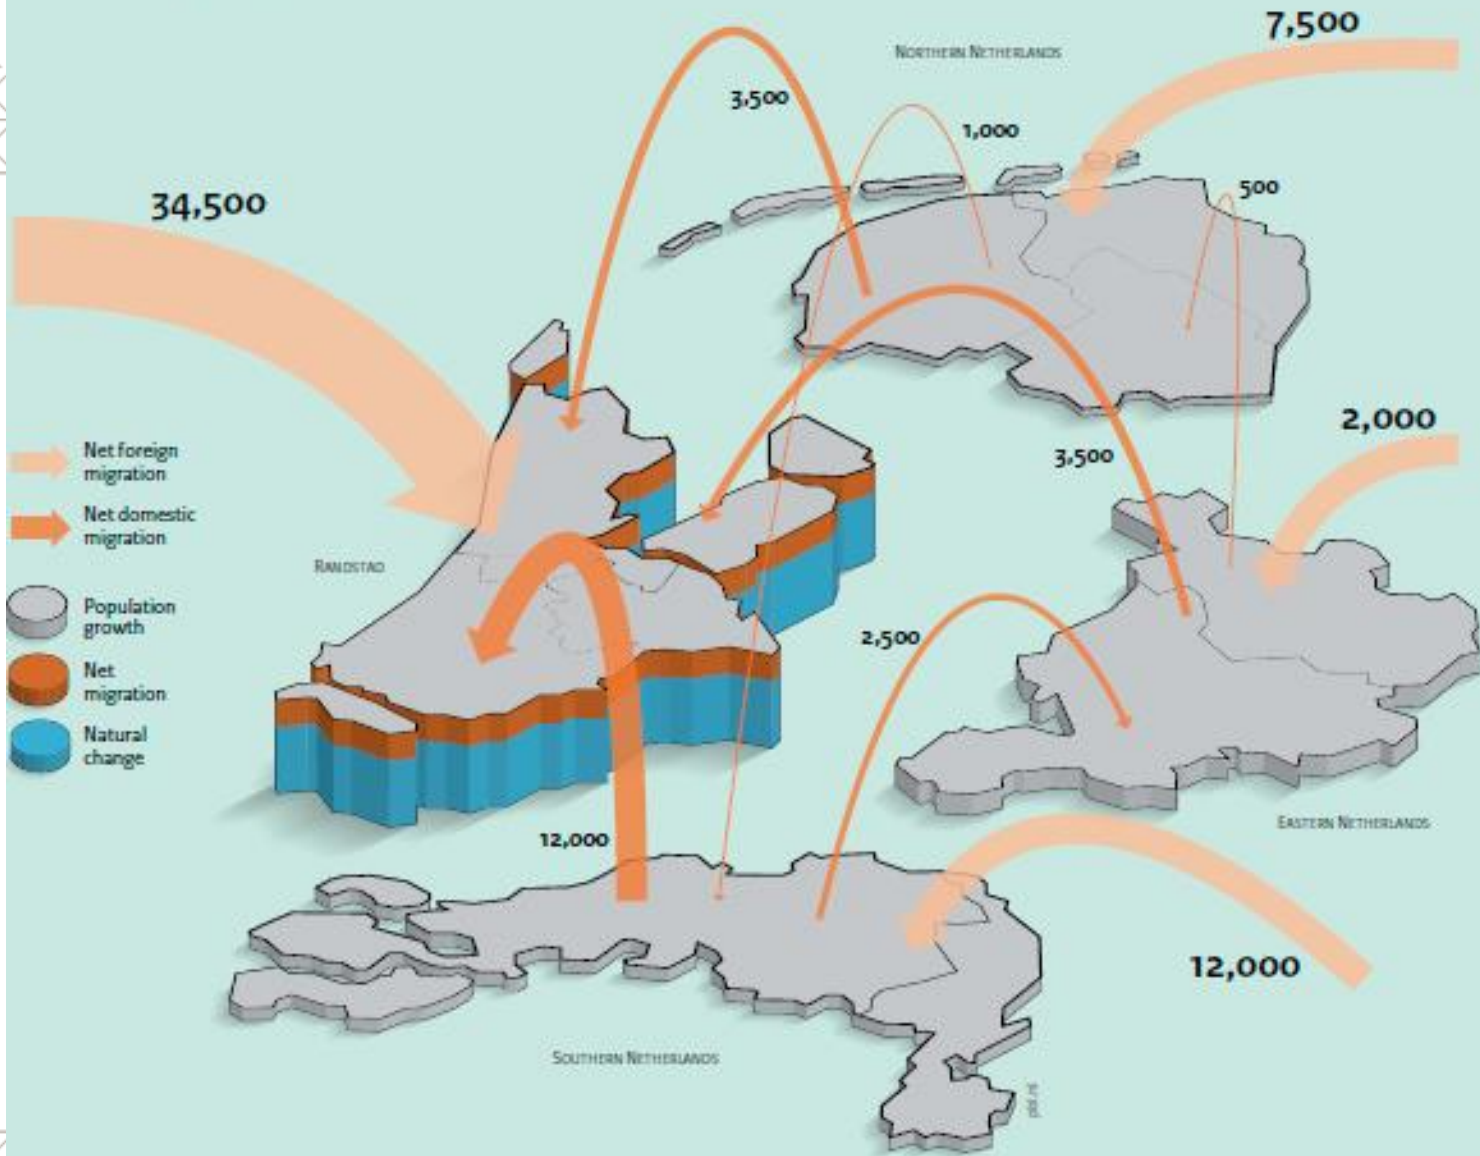 7,500
NORTHERN NETHERLANDS
3,500
1,000
500
34,500
2,000
Net foreign
migration
3,500
Net domestic
migration
RANDSTAD
Population
growth
2,500
Net
migration
Natural
change
12,000
EASTERN NETHERLANDS
12,000
SOUTHERN NETHERLANDS
pbl.nl